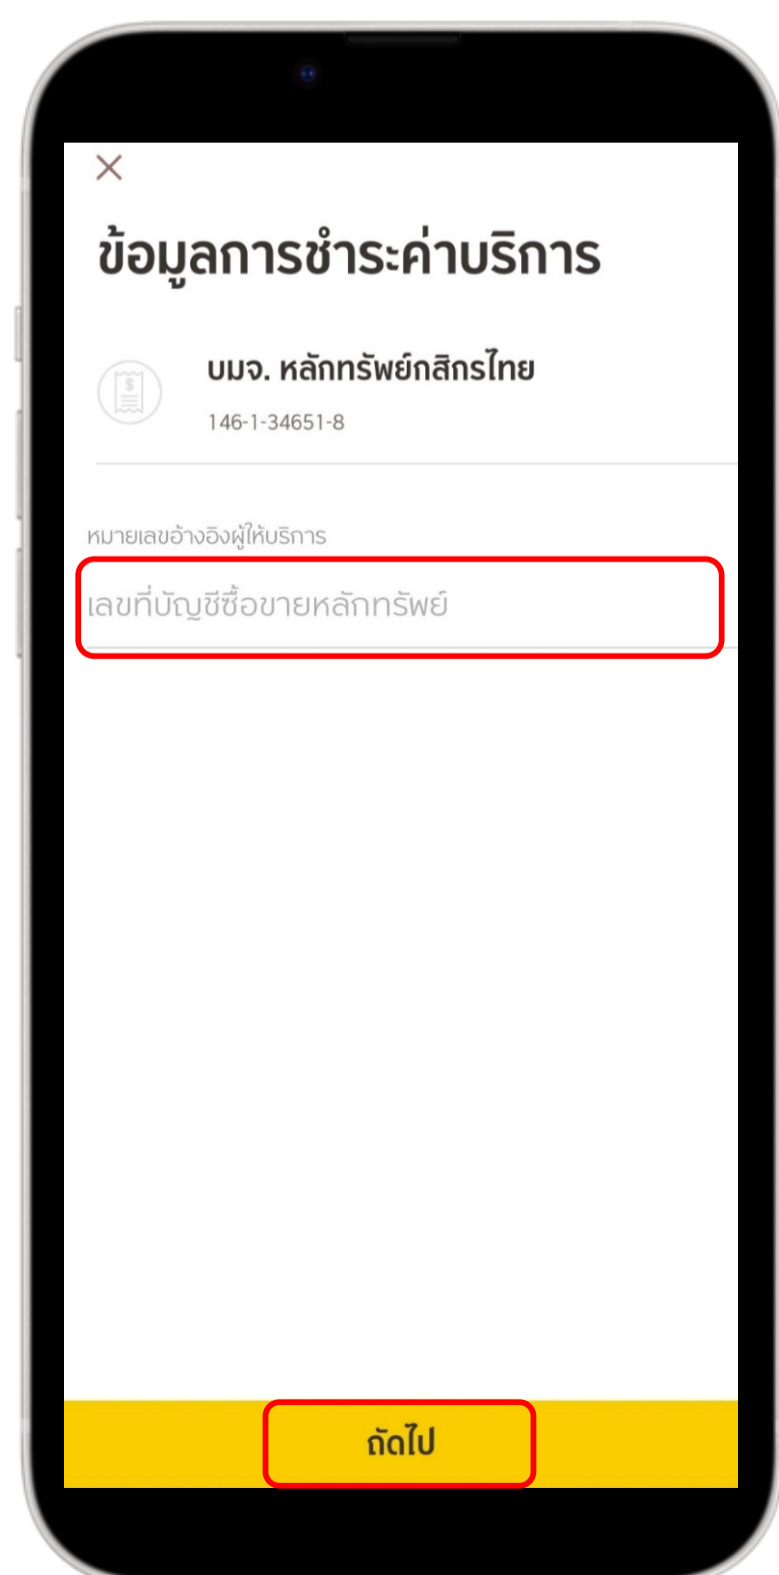 ข้อมูลการชำระค่าบริการ
บมจ. หลักทรัพย์กสิกรไทย
146-1-34651-8
หมายเลขอ้างอิงผู้ให้บริการ
เลขที่บัญชีซื้อขายหลักทรัพย์
ถัดไป